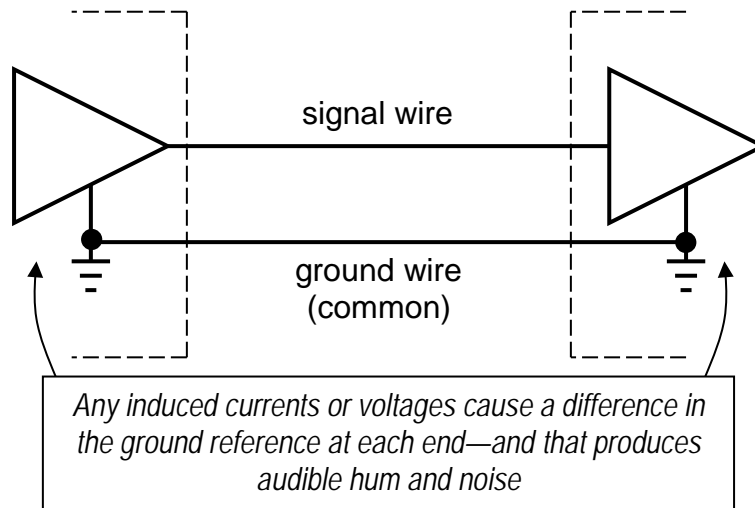 signal wire
ground wire
(common)
Any induced currents or voltages cause a difference in
the ground reference at each end—and that produces
audible hum and noise